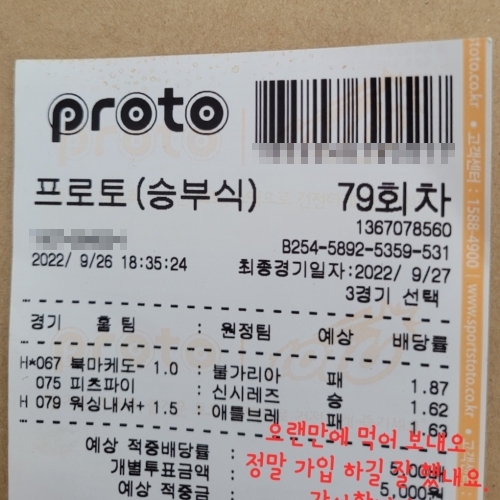 proto
프로토(승부식) 79회차
1367078560
B254-5892-5359-531
2022/ 9/26 18:35:24 최종경기일자:2022/ 9/27
3경기 선택
경기 홈팀 : 원정팀 예상 배당률
H*067 북마케도- 1.0 : 불가리아 패 1.87
075 피츠파이 : 신시레즈 승 1.62
H 079 워싱내셔+ 1.5 : 애틀브레 패 1.63
예상 적중배당률 :
개별투표금액 : 5,000원
예상 적중금
오랜만에 먹어 보내요
정말 가입 하길 잘 했내요.
고객센터 : 1588-4900 | www.sportstoto.co.kr